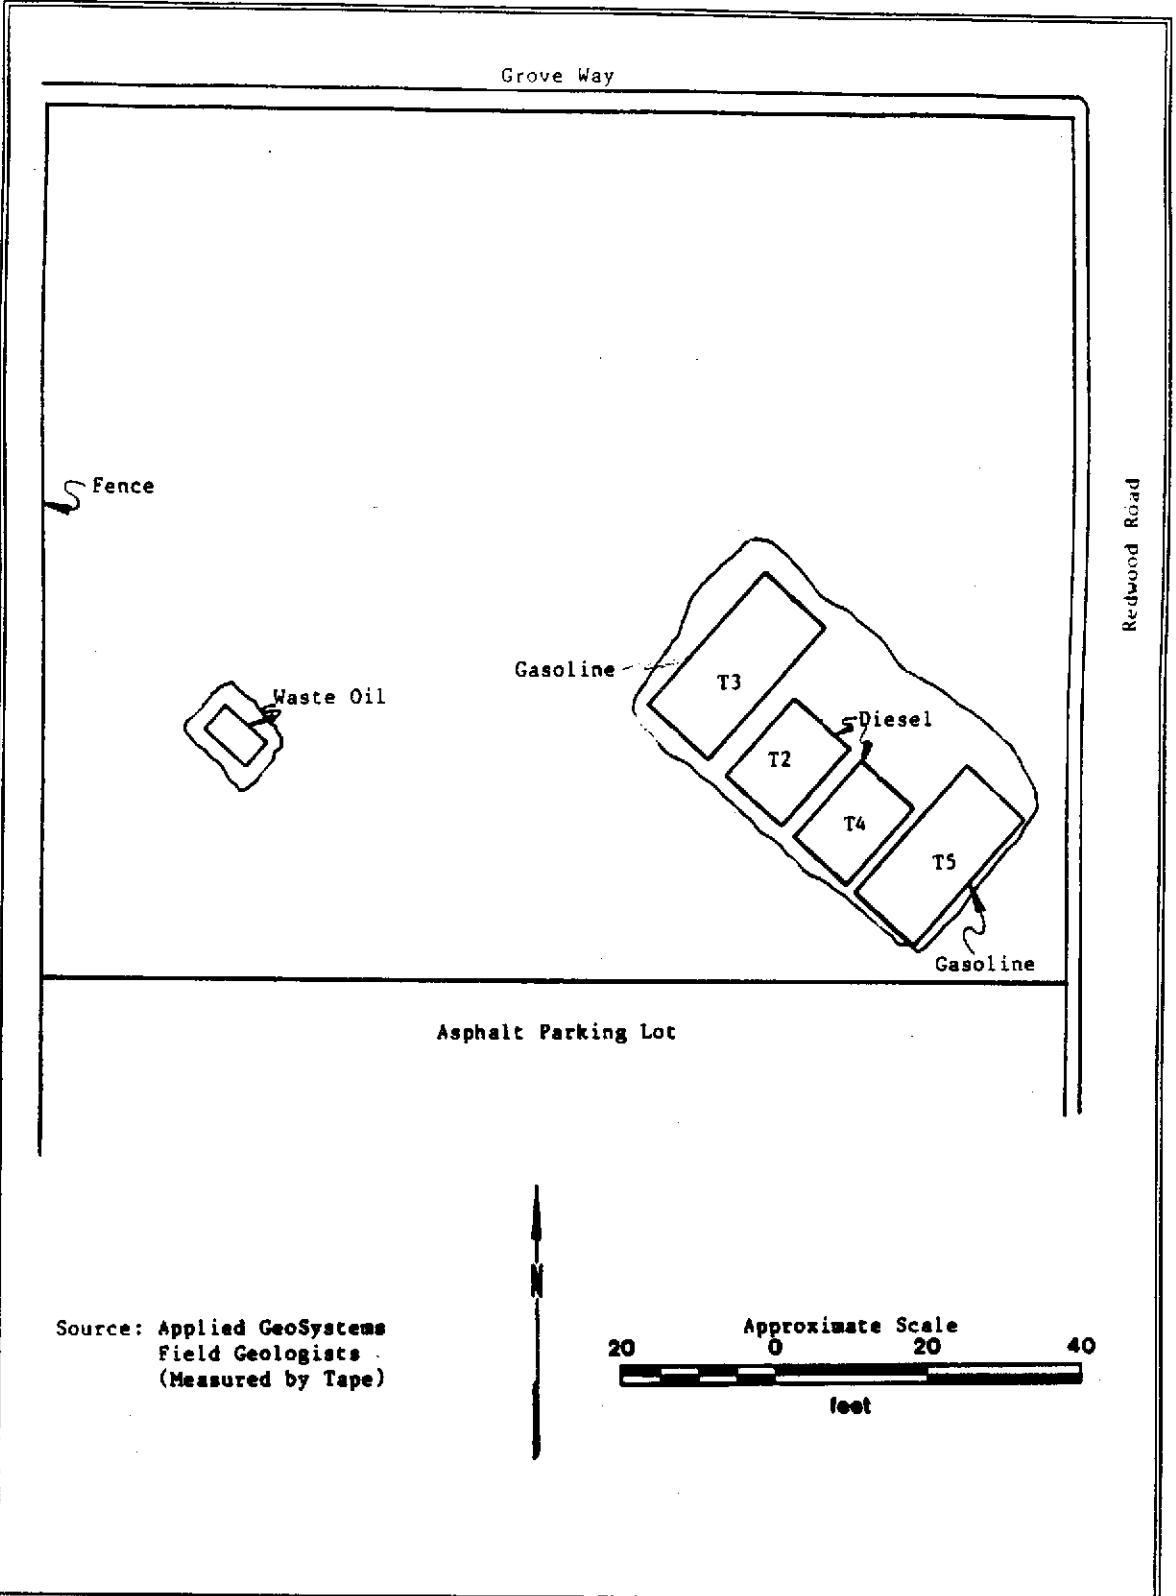 Grove Way
Fence
Redwood Road
Gasoline
T3
Waste Oil
Diesel
T2
T4
T5
Gasoline
Asphalt Parking Lot
N
Source: Applied GeoSystems
Field Geologists
(Measured by Tape)
Approximate Scale
20 0 20 40
feet